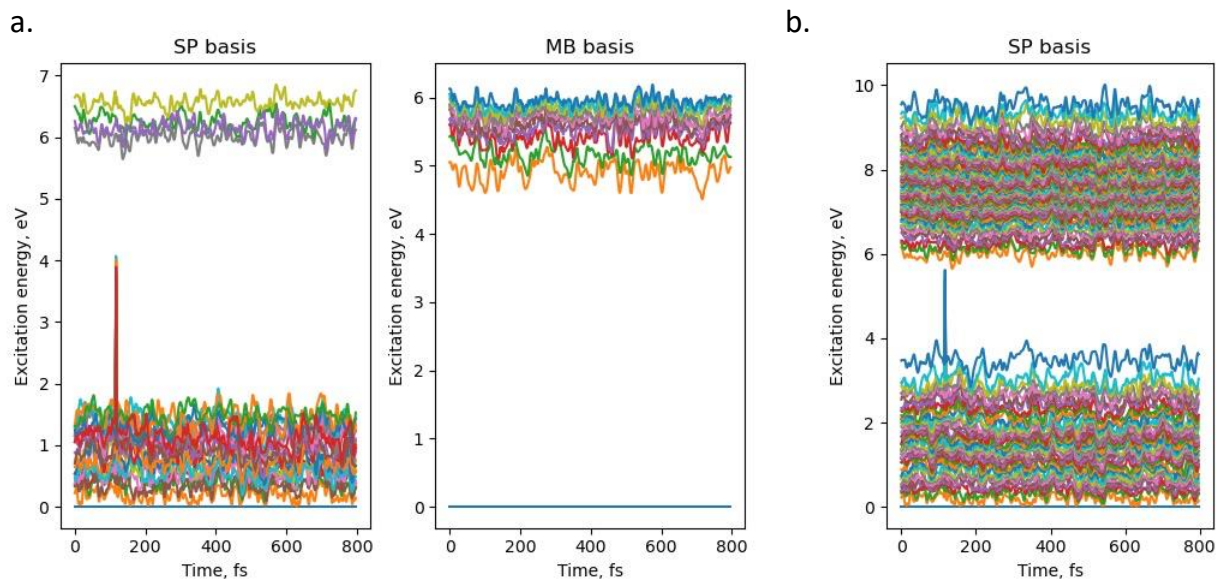 a.
SP basis
Excitation energy, eV
7
6
5
4
3
2
1
0
0 200 400 600 800
Time, fs
MB basis
Excitation energy, eV
6
5
4
3
2
1
0
0 200 400 600 800
Time, fs
b.
SP basis
Excitation energy, eV
10
8
6
4
2
0
0 200 400 600 800
Time, fs